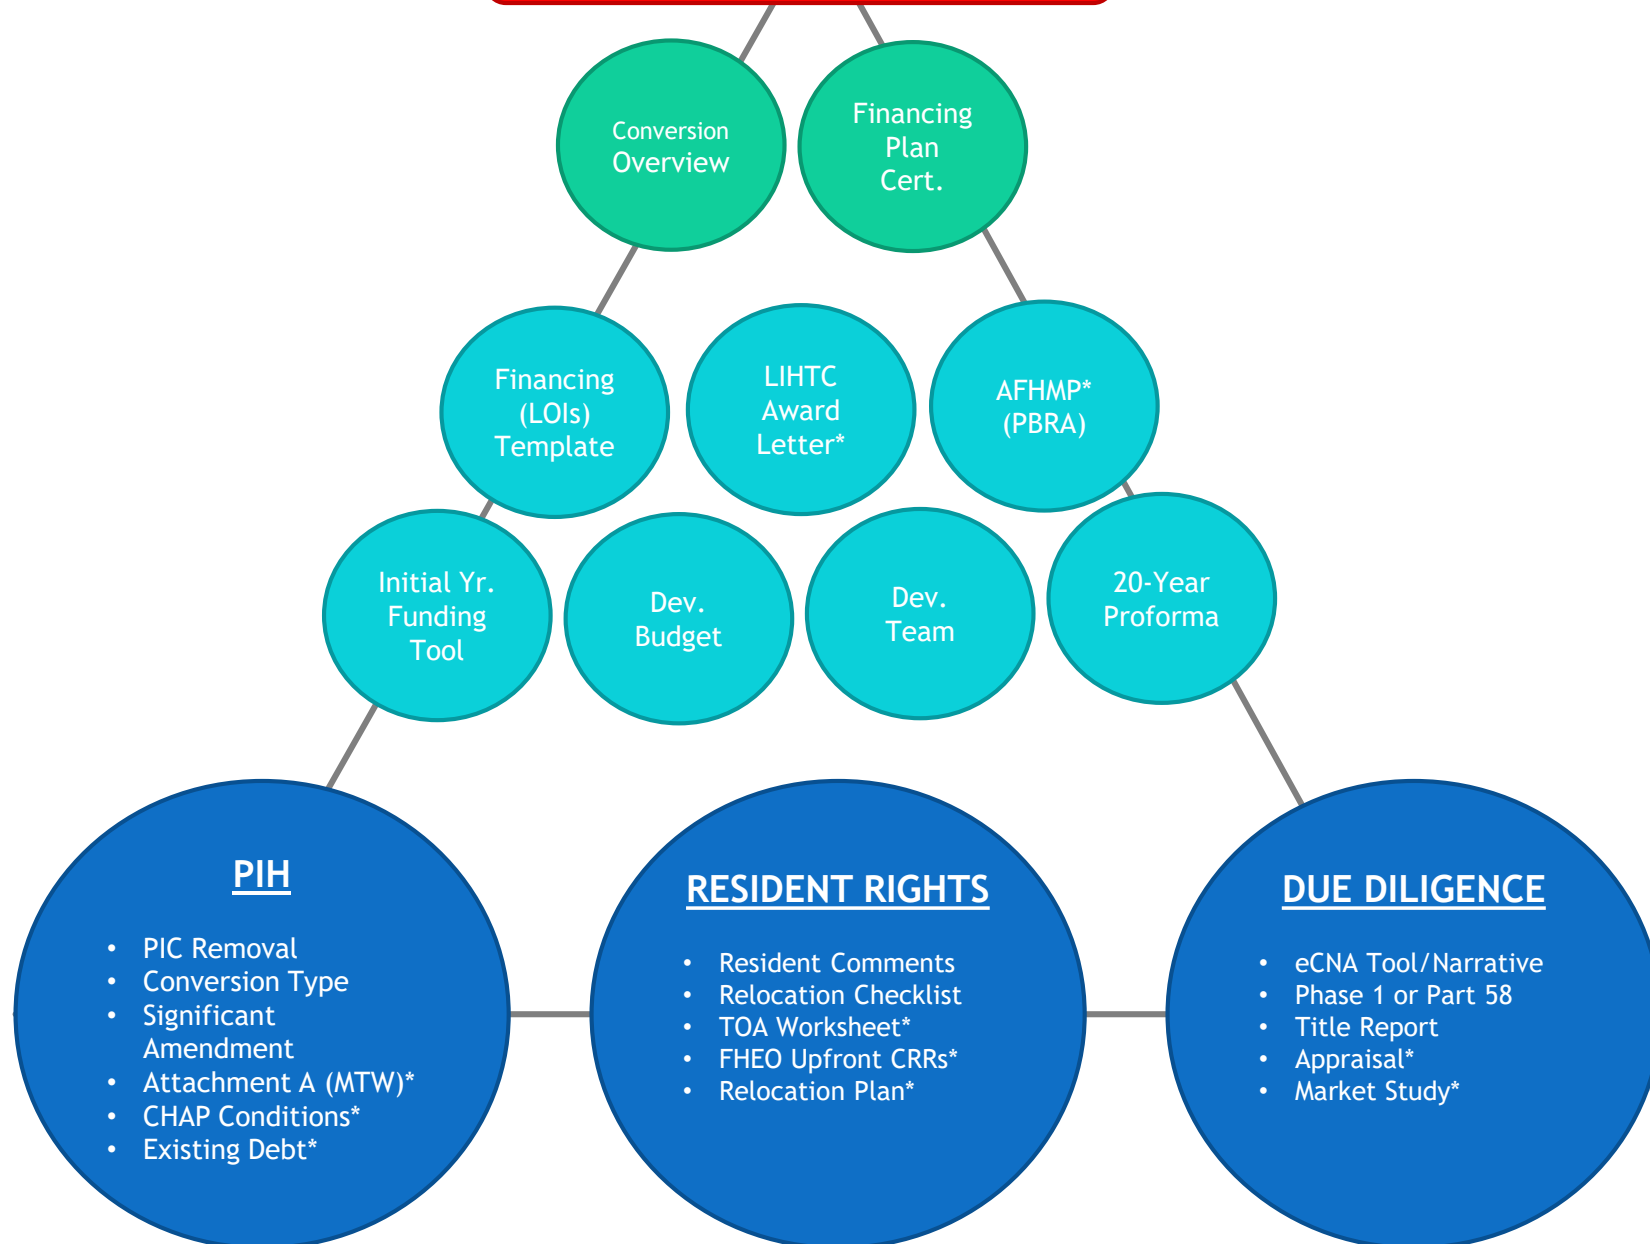 Conversion
Overview
Financing
Plan
Cert.
Financing
(LOIs)
Template
LIHTC
Award
Letter*
AFHMP*
(PBRA)
Initial Yr.
Funding
Tool
Dev.
Budget
Dev.
Team
20-Year
Proforma
PIH
• PIC Removal
• Conversion Type
• Significant
Amendment
• Attachment A (MTW)*
• CHAP Conditions*
• Existing Debt*
RESIDENT RIGHTS
• Resident Comments
• Relocation Checklist
• TOA Worksheet*
• FHEO Upfront CRRs*
• Relocation Plan*
DUE DILIGENCE
• eCNA Tool/Narrative
• Phase 1 or Part 58
• Title Report
• Appraisal*
• Market Study*